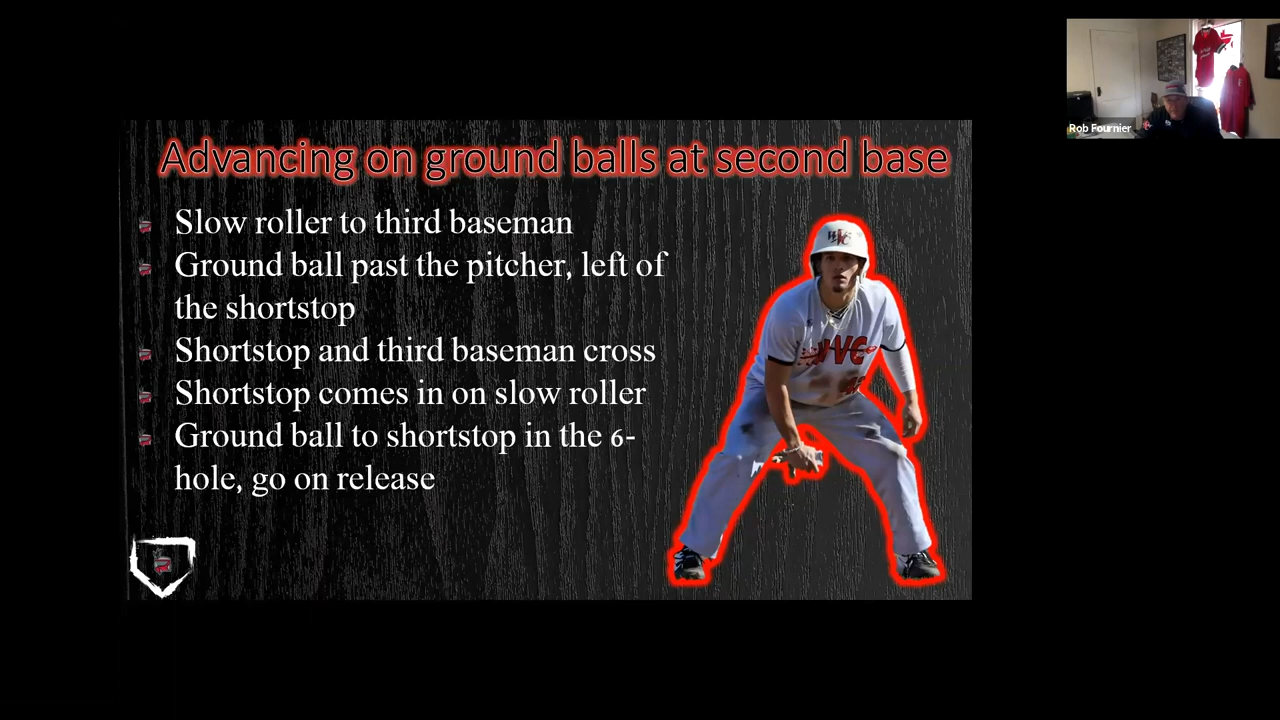 Advancing on ground balls at second base
Slow roller to third baseman
Ground ball past the pitcher, left of
the shortstop
Shortstop and third baseman cross
Shortstop comes in on slow roller
Ground ball to shortstop in the 6-
hole, go on release
WVC
Rob Fournier